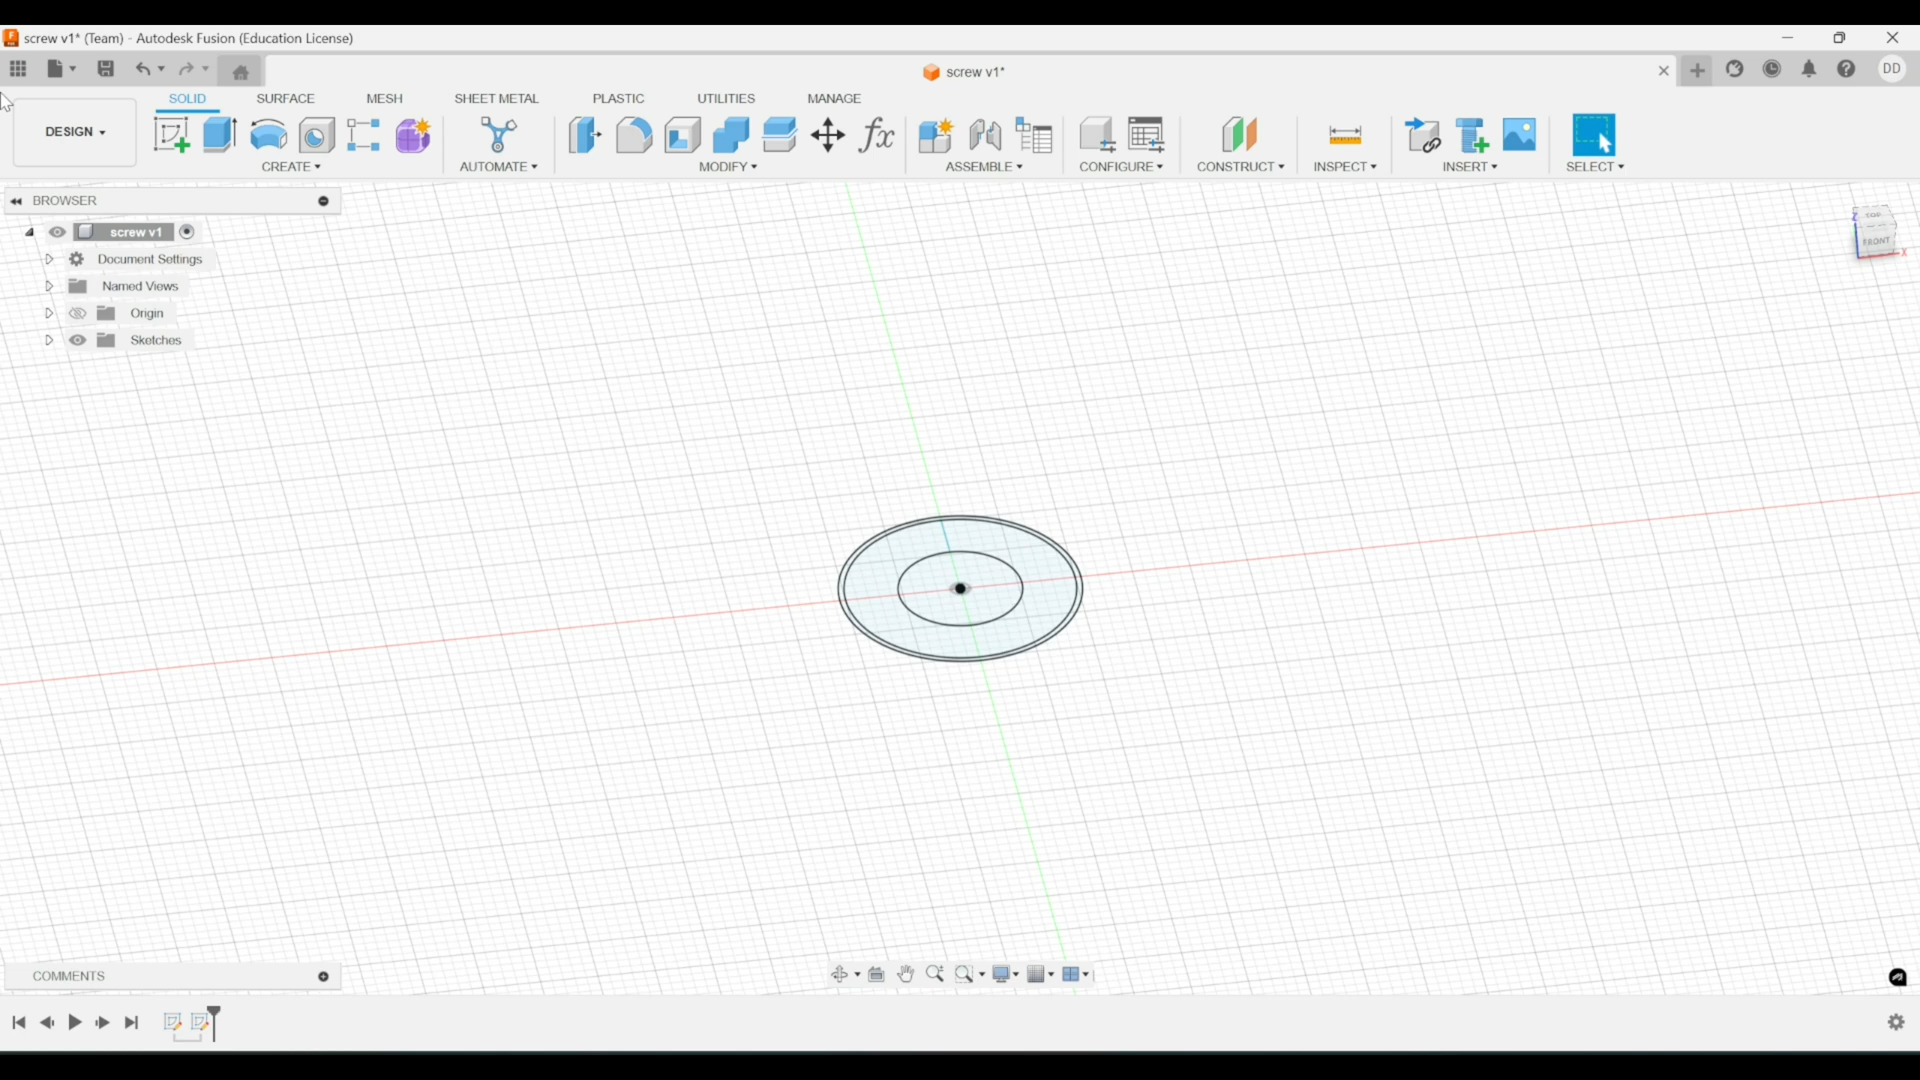 screw v1* (Team) - Autodesk Fusion (Education License)
screw v1*
DD
DESIGN
SOLID
SURFACE
MESH
SHEET METAL
PLASTIC
UTILITIES
MANAGE
CREATE
AUTOMATE
MODIFY
ASSEMBLE
CONFIGURE
CONSTRUCT
INSPECT
INSERT
SELECT
BROWSER
screw v1
Document Settings
Named Views
Origin
Sketches
TOP
Z
FRONT
X
COMMENTS